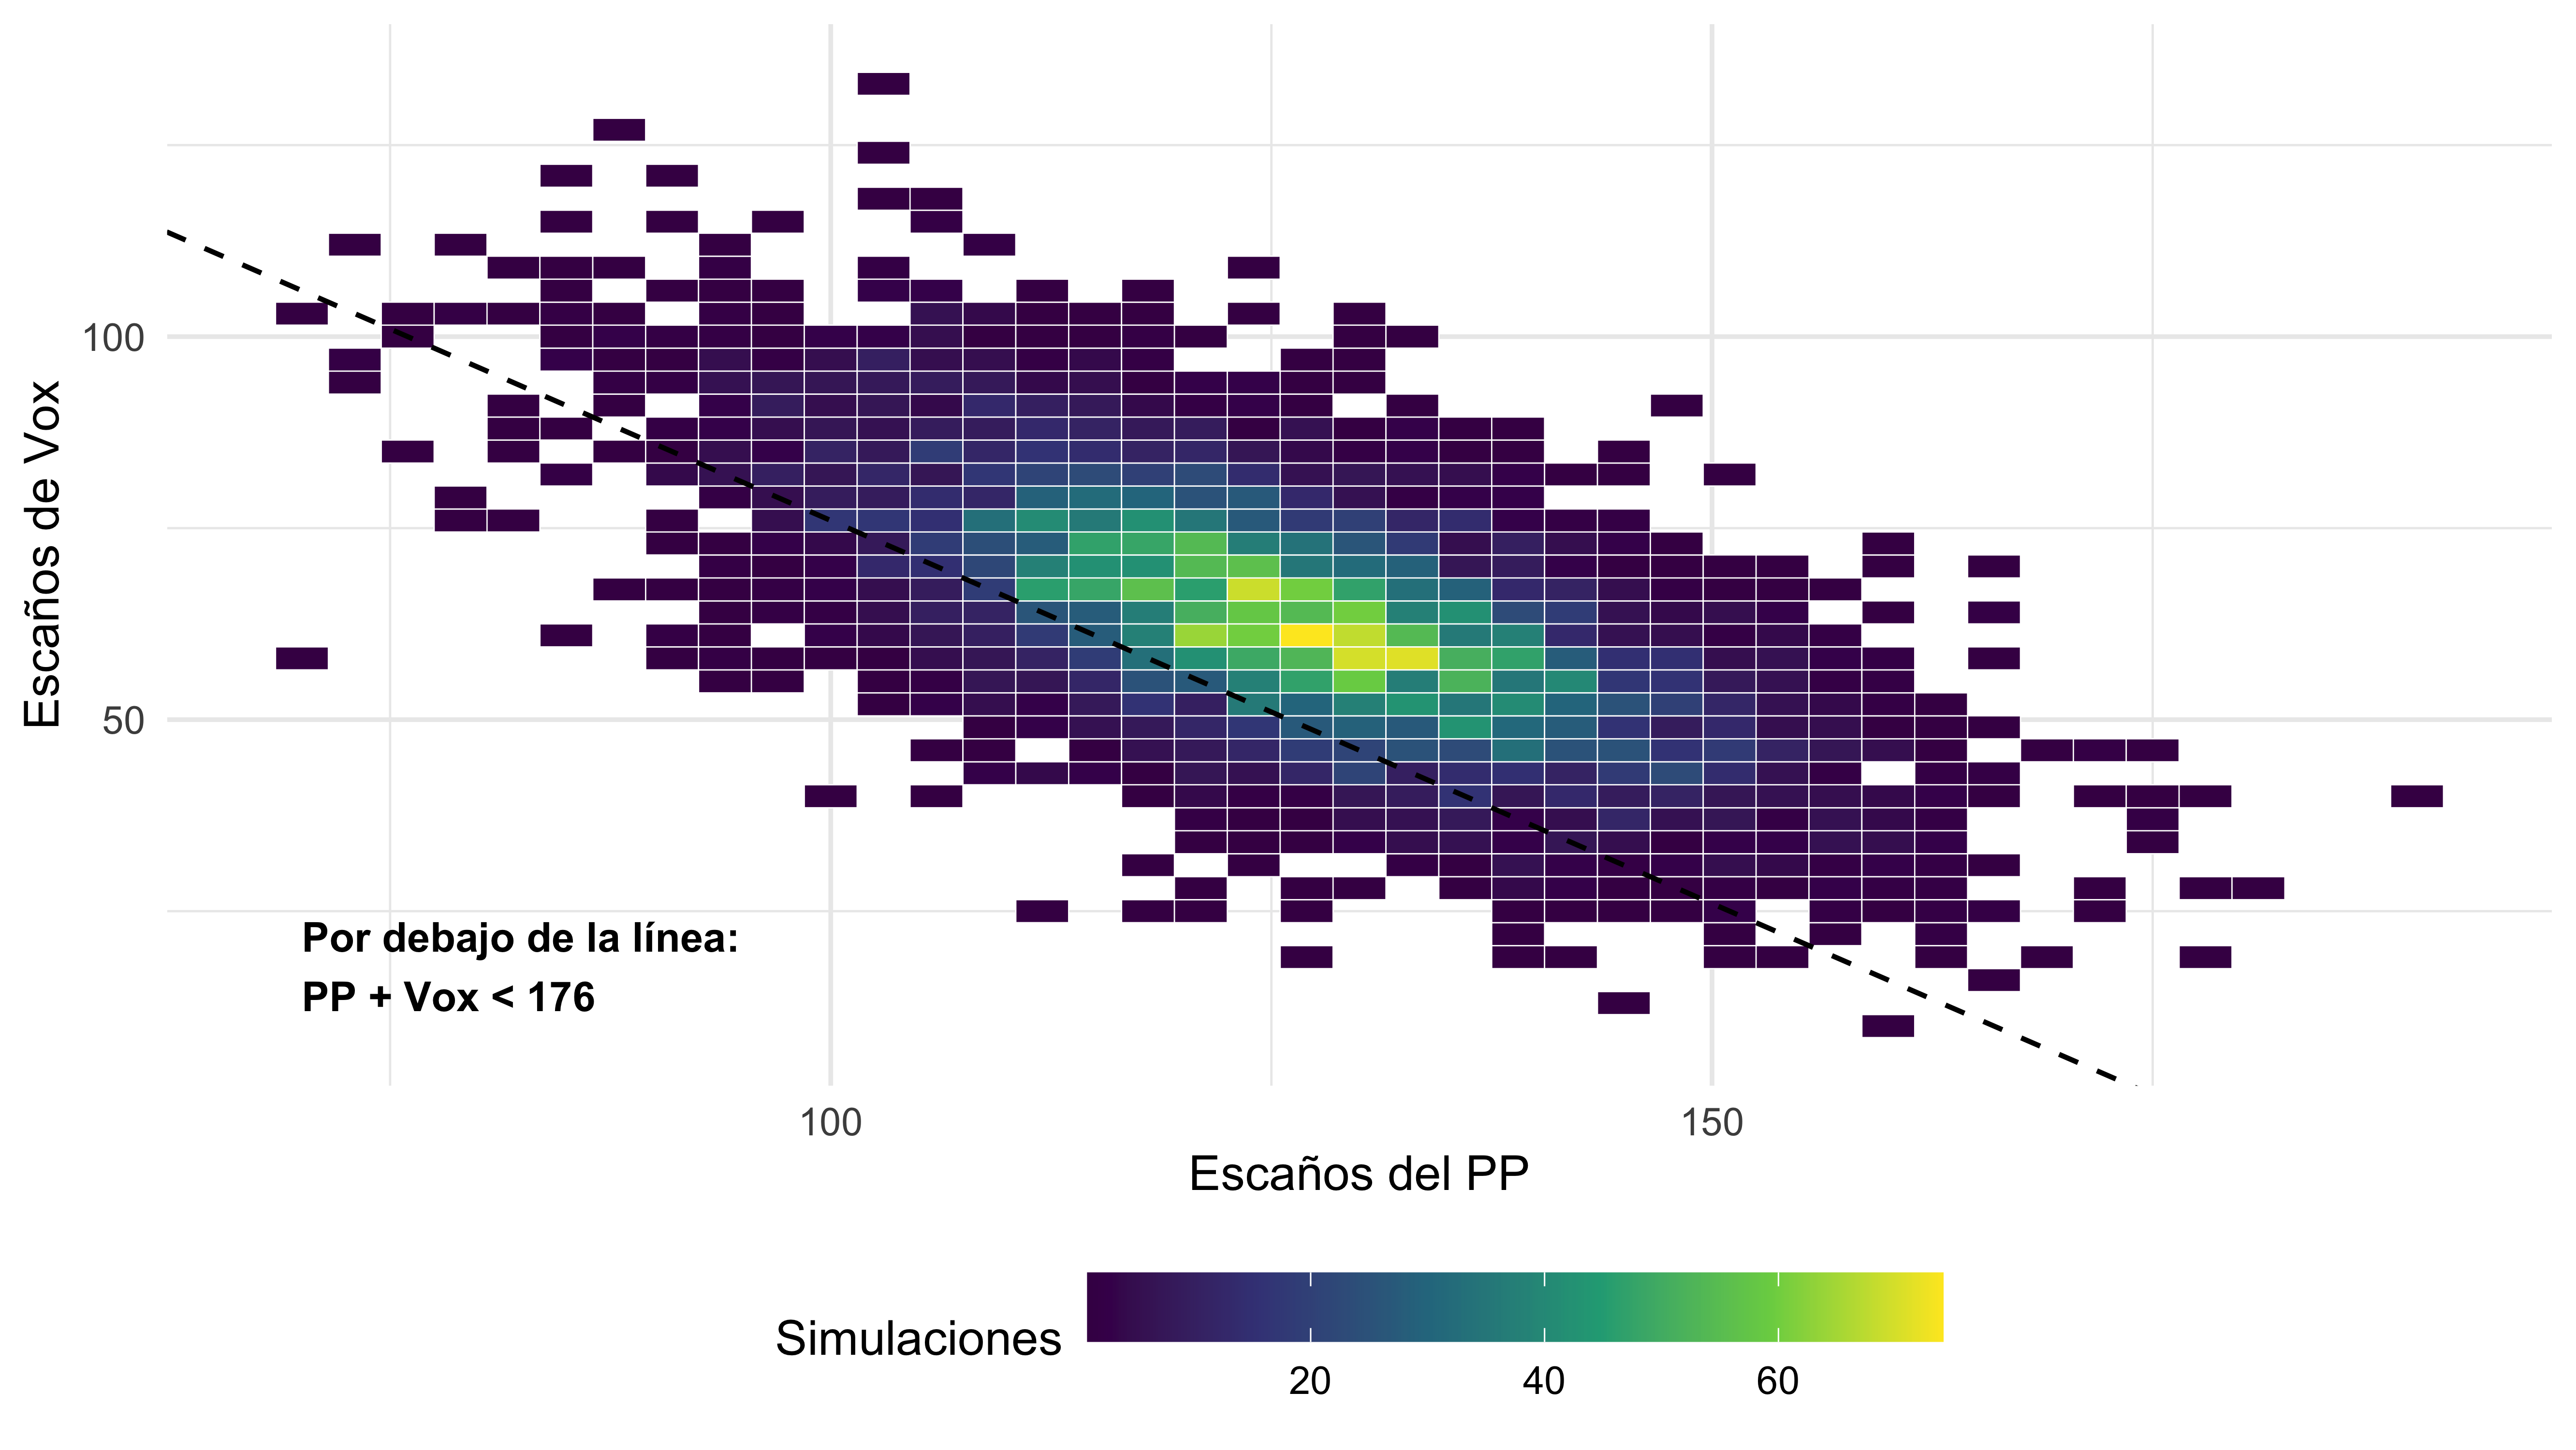 100
50
Escaños de Vox
Por debajo de la línea:
PP + Vox < 176
100
150
Escaños del PP
Simulaciones
20
40
60